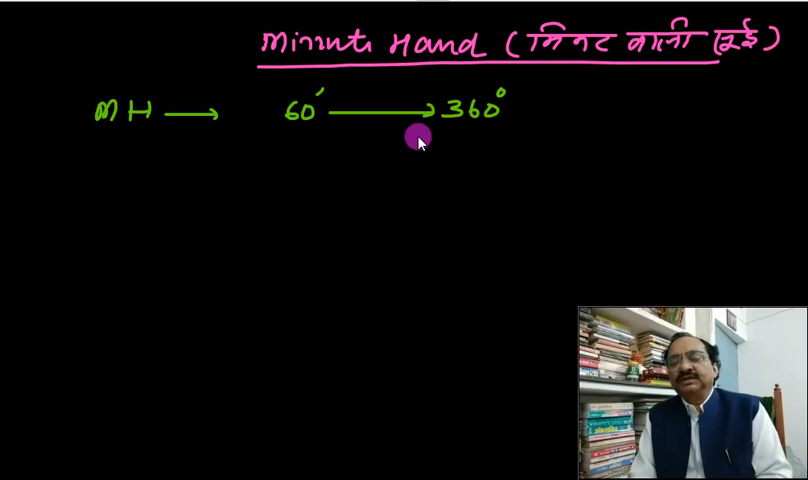 Minute Hand (मिनट वाली सूई)
MH → 60' → 360°